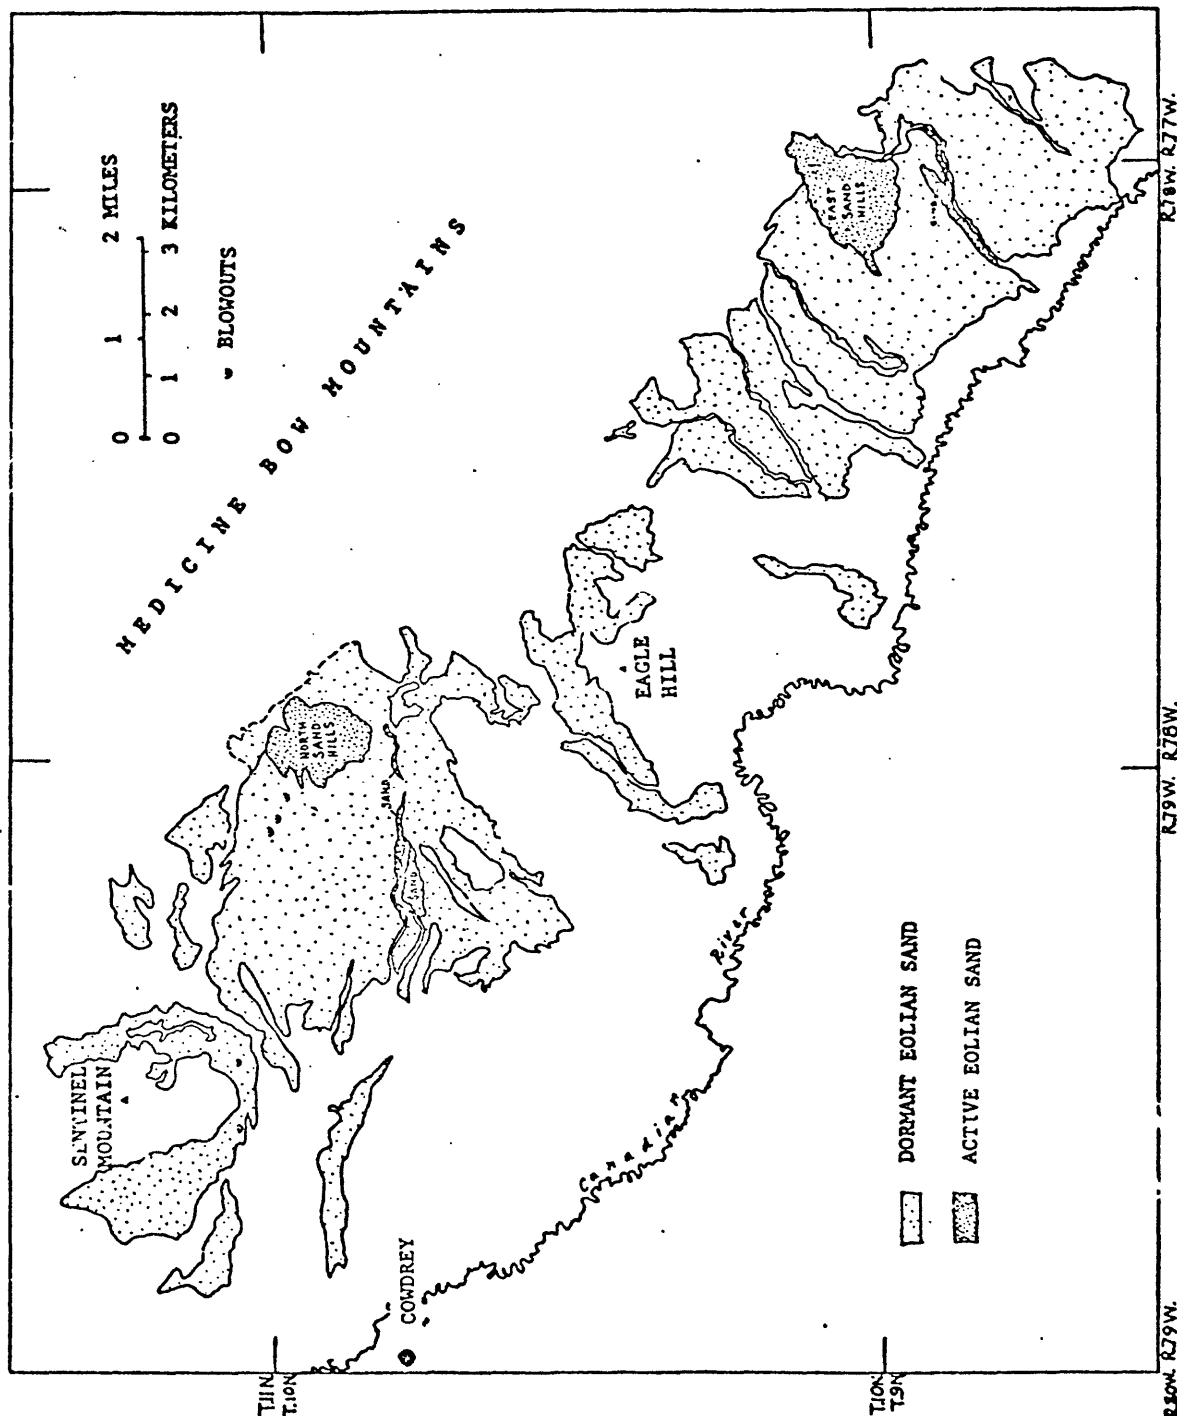 0 1 2 MILES
0 1 2 3 KILOMETERS
BLOWOUTS
MEDICINE BOW MOUNTAINS
SENTINEL
MOUNTAIN
NORTH
SAND
HILLS
SAND
EAGLE
HILL
EAST
SAND
HILLS
COWDREY
Canadian River
DORMANT EOLIAN SAND
ACTIVE EOLIAN SAND
T.11N.
T.10N.
T.10N.
T.9N.
R.80W. R.79W.
R.79W. R.78W.
R.78W. R.77W.